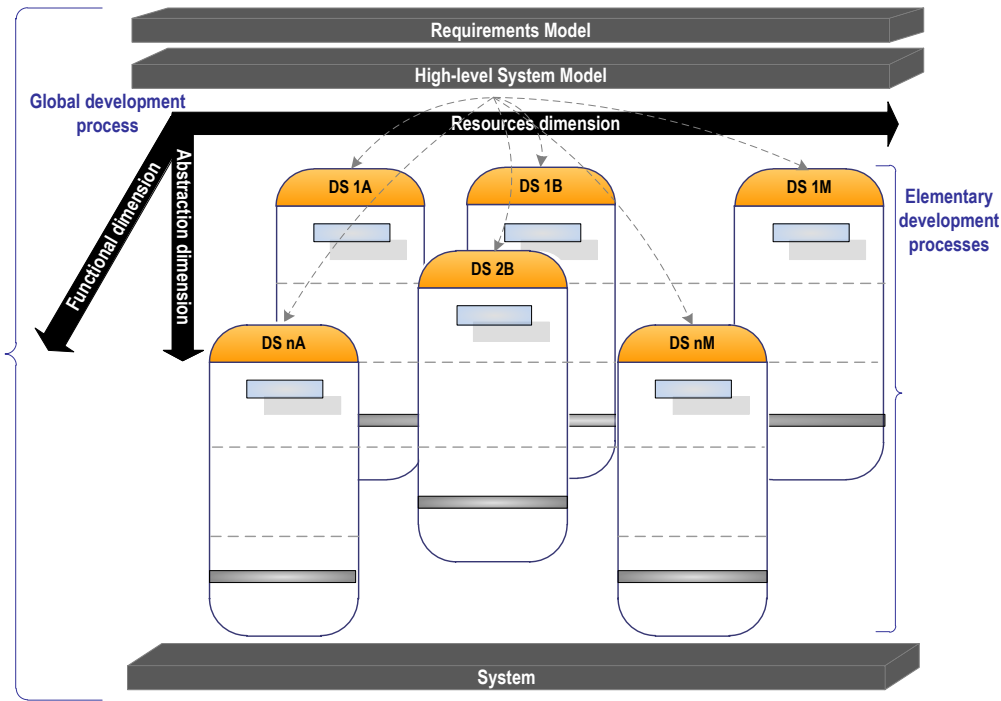 Requirements Model
High-level System Model
Global development
process
Resources dimension
Functional dimension
Abstraction dimension
DS 1A
DS 1B
DS 1M
Elementary
development
processes
DS 2B
DS nA
DS nM
System